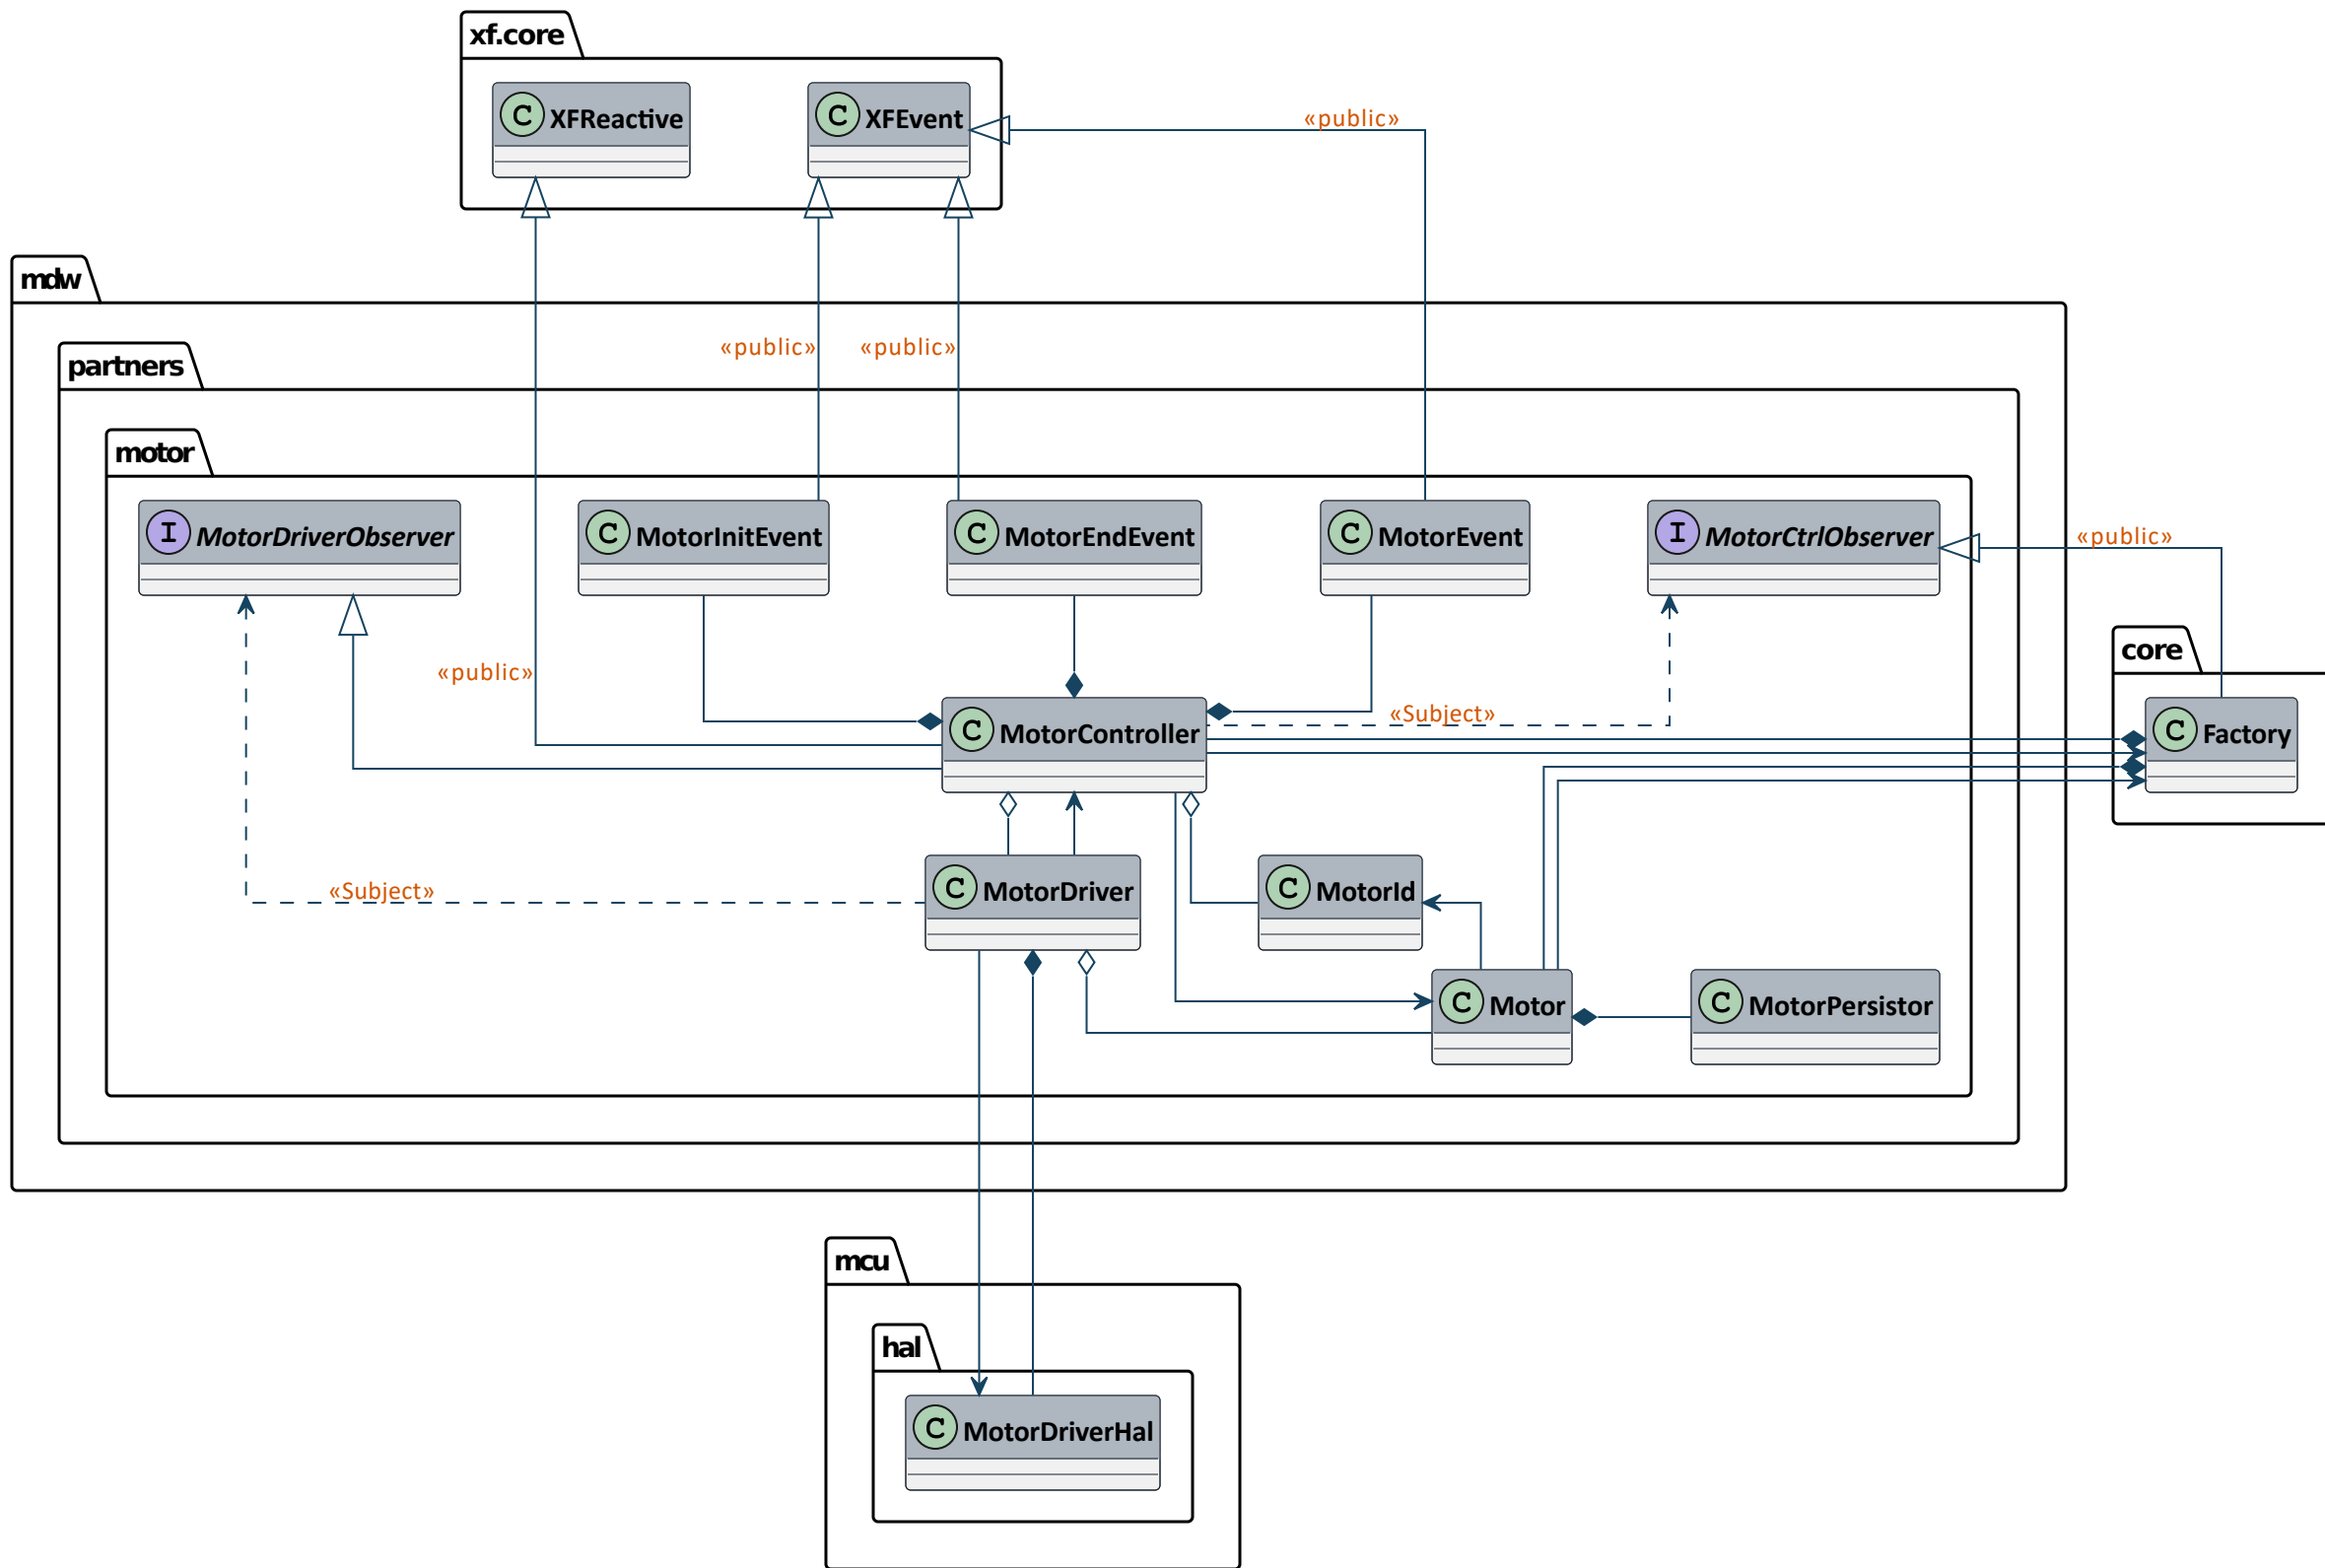 xf.core
C XFReactive
C XFEvent
«public»
mdw
partners
«public»
«public»
motor
I MotorDriverObserver
C MotorInitEvent
C MotorEndEvent
C MotorEvent
I MotorCtrlObserver
«public»
core
«public»
«Subject»
C MotorController
C Factory
«Subject»
C MotorDriver
C MotorId
C Motor
C MotorPersistor
mcu
hal
C MotorDriverHal